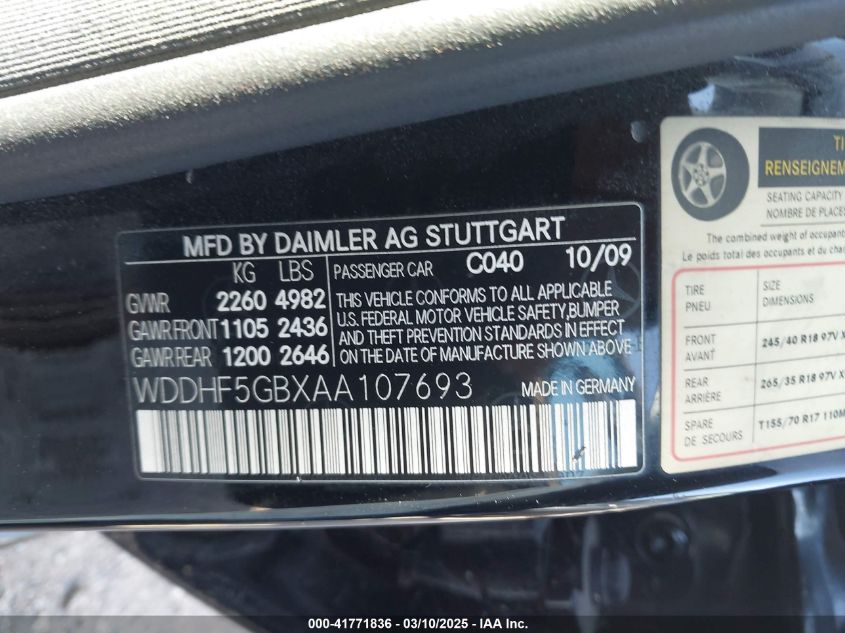 MFD BY DAIMLER AG STUTTGART
KG LBS PASSENGER CAR C040 10/09
GVWR 2260 4982
GAWR FRONT 1105 2436
GAWR REAR 1200 2646
THIS VEHICLE CONFORMS TO ALL APPLICABLE
U.S. FEDERAL MOTOR VEHICLE SAFETY, BUMPER
AND THEFT PREVENTION STANDARDS IN EFFECT
ON THE DATE OF MANUFACTURE SHOWN ABOVE
WDDHF5GBXAA107693 MADE IN GERMANY
TI
RENSEIGNEM
SEATING CAPACITY
NOMBRE DE PLACES
The combined weight of occupant
Le poids total des occupants et du char
TIRE SIZE
PNEU DIMENSIONS
FRONT 245/40 R18 97V X
AVANT
REAR 265/35 R18 97V X
ARRIÈRE
SPARE T155/70 R17 110M
DE SECOURS
000-41771836 - 03/10/2025 - IAA Inc.